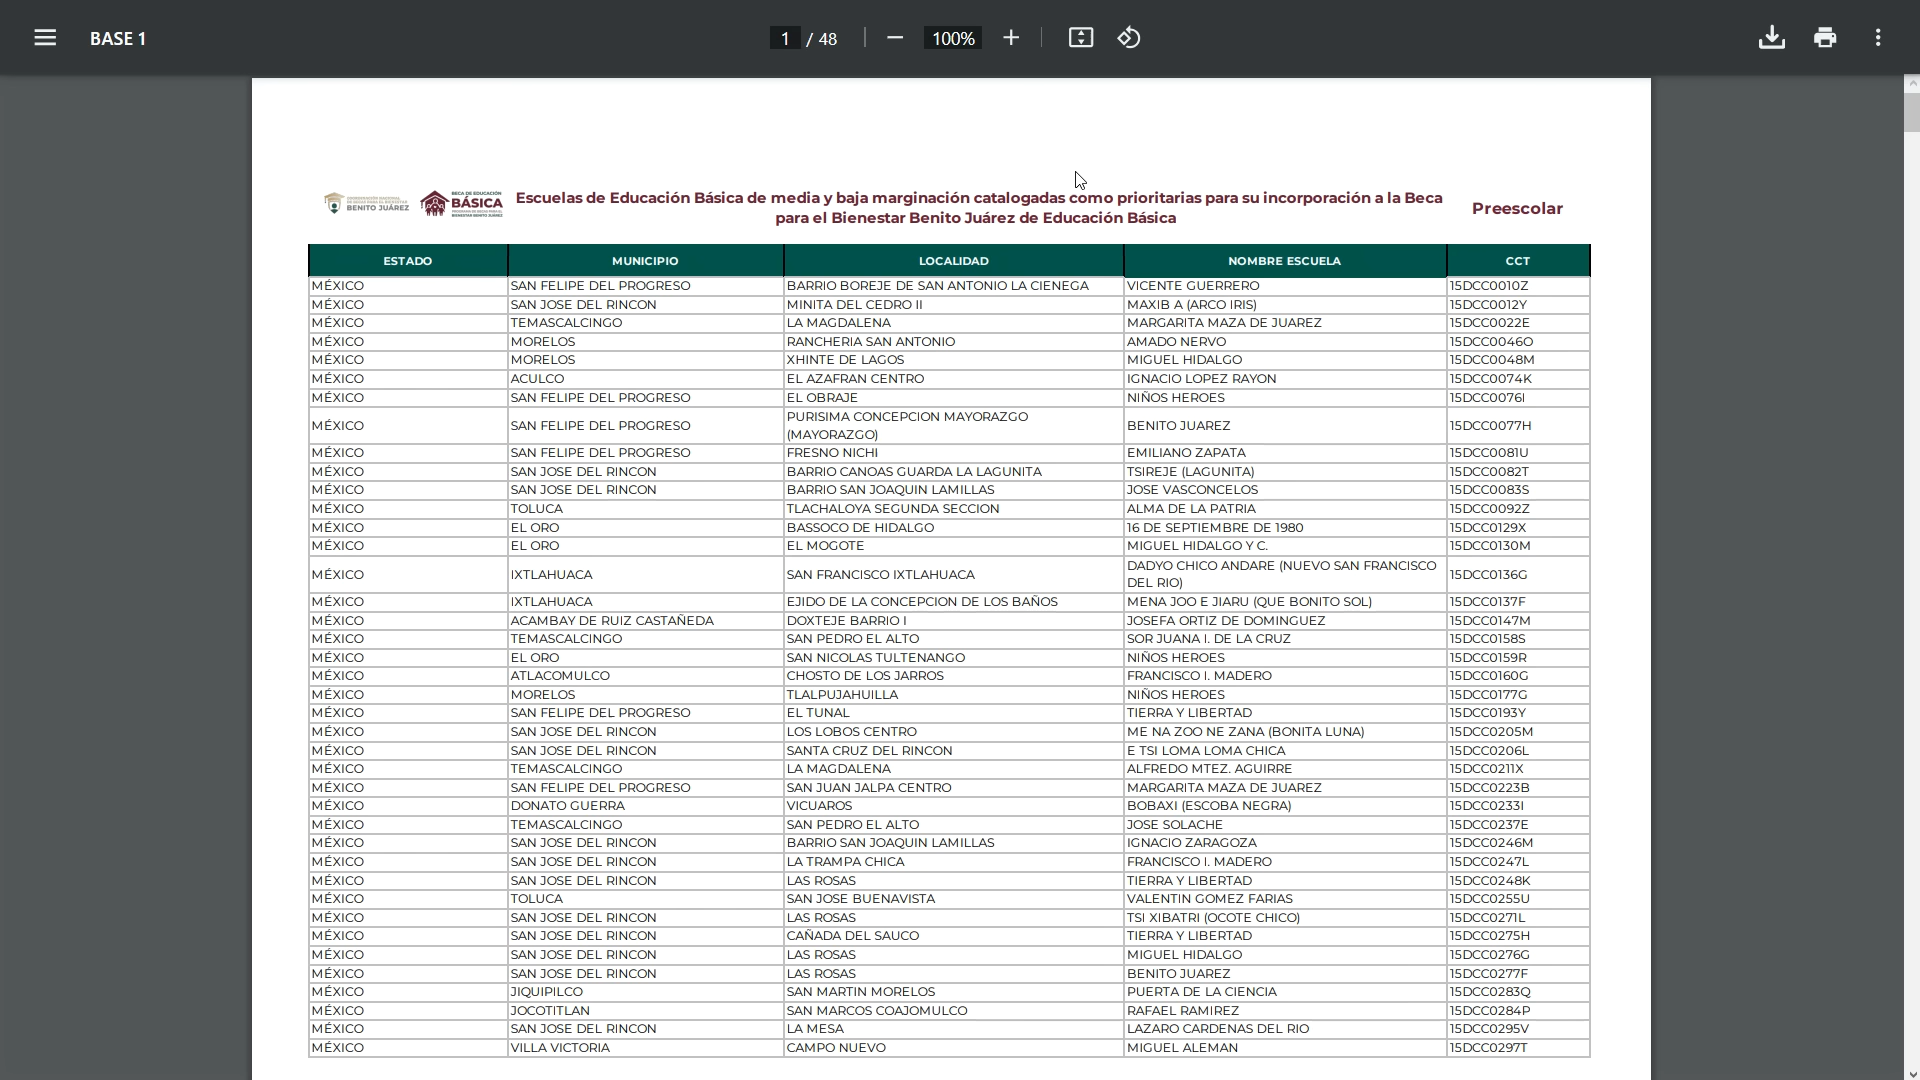 BASE 1
1 / 48
100%
BENITO JUÁREZ
BECA DE EDUCACIÓN
BÁSICA
BIENESTAR BENITO JUÁREZ
Escuelas de Educación Básica de media y baja marginación catalogadas como prioritarias para su incorporación a la Beca
para el Bienestar Benito Juárez de Educación Básica
Preescolar
ESTADO MUNICIPIO LOCALIDAD NOMBRE ESCUELA CCT
MÉXICO SAN FELIPE DEL PROGRESO BARRIO BOREJE DE SAN ANTONIO LA CIENEGA VICENTE GUERRERO 15DCC0010Z
MÉXICO SAN JOSE DEL RINCON MINITA DEL CEDRO II MAXIB A (ARCO IRIS) 15DCC0012Y
MÉXICO TEMASCALCINGO LA MAGDALENA MARGARITA MAZA DE JUAREZ 15DCC0022E
MÉXICO MORELOS RANCHERIA SAN ANTONIO AMADO NERVO 15DCC0046O
MÉXICO MORELOS XHINTE DE LAGOS MIGUEL HIDALGO 15DCC0048M
MÉXICO ACULCO EL AZAFRAN CENTRO IGNACIO LOPEZ RAYON 15DCC0074K
MÉXICO SAN FELIPE DEL PROGRESO EL OBRAJE NIÑOS HEROES 15DCC0076I
MÉXICO SAN FELIPE DEL PROGRESO PURISIMA CONCEPCION MAYORAZGO
(MAYORAZGO) BENITO JUAREZ 15DCC0077H
MÉXICO SAN FELIPE DEL PROGRESO FRESNO NICHI EMILIANO ZAPATA 15DCC0081U
MÉXICO SAN JOSE DEL RINCON BARRIO CANOAS GUARDA LA LAGUNITA TSIREJE (LAGUNITA) 15DCC0082T
MÉXICO SAN JOSE DEL RINCON BARRIO SAN JOAQUIN LAMILLAS JOSE VASCONCELOS 15DCC0083S
MÉXICO TOLUCA TLACHALOYA SEGUNDA SECCION ALMA DE LA PATRIA 15DCC0092Z
MÉXICO EL ORO BASSOCO DE HIDALGO 16 DE SEPTIEMBRE DE 1980 15DCC0129X
MÉXICO EL ORO EL MOGOTE MIGUEL HIDALGO Y C. 15DCC0130M
MÉXICO IXTLAHUACA SAN FRANCISCO IXTLAHUACA DADYO CHICO ANDARE (NUEVO SAN FRANCISCO
DEL RIO) 15DCC0136G
MÉXICO IXTLAHUACA EJIDO DE LA CONCEPCION DE LOS BAÑOS MENA JOO E JIARU (QUE BONITO SOL) 15DCC0137F
MÉXICO ACAMBAY DE RUIZ CASTAÑEDA DOXTEJE BARRIO I JOSEFA ORTIZ DE DOMINGUEZ 15DCC0147M
MÉXICO TEMASCALCINGO SAN PEDRO EL ALTO SOR JUANA I. DE LA CRUZ 15DCC0158S
MÉXICO EL ORO SAN NICOLAS TULTENANGO NIÑOS HEROES 15DCC0159R
MÉXICO ATLACOMULCO CHOSTO DE LOS JARROS FRANCISCO I. MADERO 15DCC0160G
MÉXICO MORELOS TLALPUJAHUILLA NIÑOS HEROES 15DCC0177G
MÉXICO SAN FELIPE DEL PROGRESO EL TUNAL TIERRA Y LIBERTAD 15DCC0193Y
MÉXICO SAN JOSE DEL RINCON LOS LOBOS CENTRO ME NA ZOO NE ZANA (BONITA LUNA) 15DCC0205M
MÉXICO SAN JOSE DEL RINCON SANTA CRUZ DEL RINCON E TSI LOMA LOMA CHICA 15DCC0206L
MÉXICO TEMASCALCINGO LA MAGDALENA ALFREDO MTEZ. AGUIRRE 15DCC0211X
MÉXICO SAN FELIPE DEL PROGRESO SAN JUAN JALPA CENTRO MARGARITA MAZA DE JUAREZ 15DCC0223B
MÉXICO DONATO GUERRA VICUAROS BOBAXI (ESCOBA NEGRA) 15DCC0233I
MÉXICO TEMASCALCINGO SAN PEDRO EL ALTO JOSE SOLACHE 15DCC0237E
MÉXICO SAN JOSE DEL RINCON BARRIO SAN JOAQUIN LAMILLAS IGNACIO ZARAGOZA 15DCC0246M
MÉXICO SAN JOSE DEL RINCON LA TRAMPA CHICA FRANCISCO I. MADERO 15DCC0247L
MÉXICO SAN JOSE DEL RINCON LAS ROSAS TIERRA Y LIBERTAD 15DCC0248K
MÉXICO TOLUCA SAN JOSE BUENAVISTA VALENTIN GOMEZ FARIAS 15DCC0255U
MÉXICO SAN JOSE DEL RINCON LAS ROSAS TSI XIBATRI (OCOTE CHICO) 15DCC0271L
MÉXICO SAN JOSE DEL RINCON CAÑADA DEL SAUCO TIERRA Y LIBERTAD 15DCC0275H
MÉXICO SAN JOSE DEL RINCON LAS ROSAS MIGUEL HIDALGO 15DCC0276G
MÉXICO SAN JOSE DEL RINCON LAS ROSAS BENITO JUAREZ 15DCC0277F
MÉXICO JIQUIPILCO SAN MARTIN MORELOS PUERTA DE LA CIENCIA 15DCC0283Q
MÉXICO JOCOTITLAN SAN MARCOS COAJOMULCO RAFAEL RAMIREZ 15DCC0284P
MÉXICO SAN JOSE DEL RINCON LA MESA LAZARO CARDENAS DEL RIO 15DCC0295V
MÉXICO VILLA VICTORIA CAMPO NUEVO MIGUEL ALEMAN 15DCC0297T